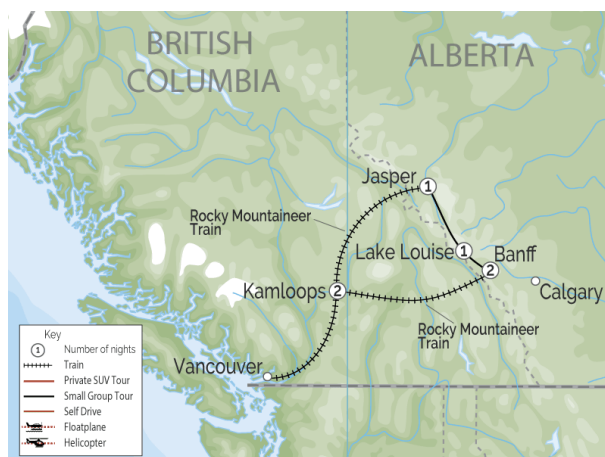 BRITISH
COLUMBIA
ALBERTA
Jasper
1
Rocky Mountaineer
Train
Lake Louise
1
Banff
2
Kamloops
2
Calgary
Rocky Mountaineer
Train
Vancouver
Key
1 Number of nights
Train
Private SUV Tour
Small Group Tour
Self Drive
Floatplane
Helicopter